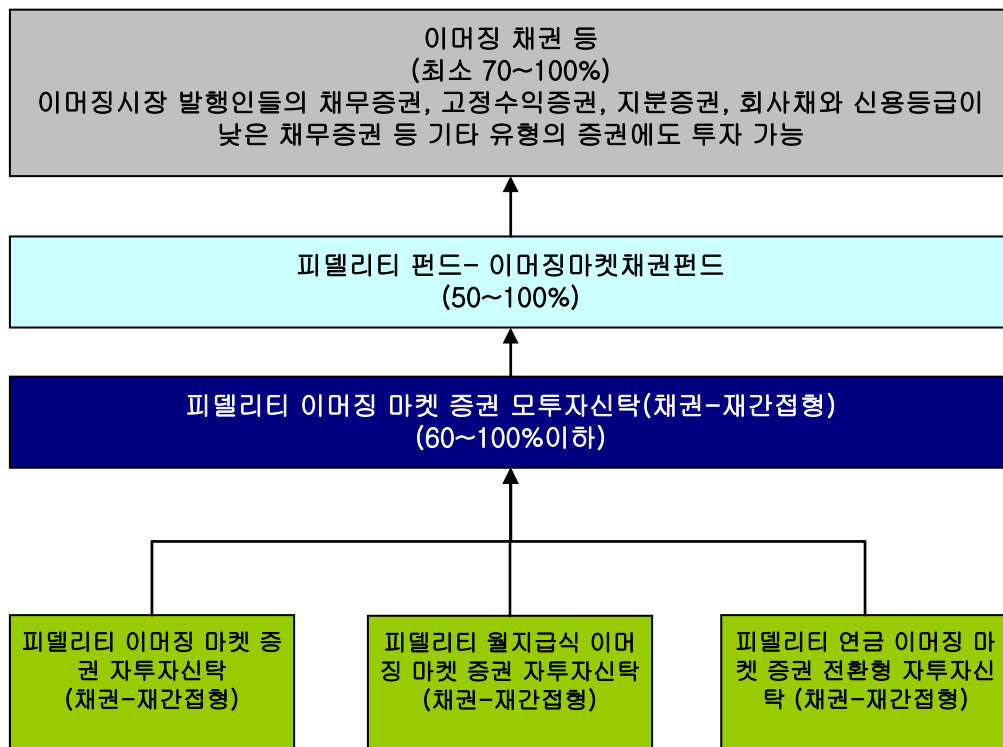 이머징 채권 등
(최소 70~100%)
이머징시장 발행인들의 채무증권, 고정수익증권, 지분증권, 회사채와 신용등급이
낮은 채무증권 등 기타 유형의 증권에도 투자 가능
피델리티 펀드- 이머징마켓채권펀드
(50~100%)
피델리티 이머징 마켓 증권 모투자신탁(채권-재간접형)
(60~100%이하)
피델리티 이머징 마켓 증
권 자투자신탁
(채권-재간접형)
피델리티 월지급식 이머
징 마켓 증권 자투자신탁
(채권-재간접형)
피델리티 연금 이머징 마
켓 증권 전환형 자투자신
탁 (채권-재간접형)